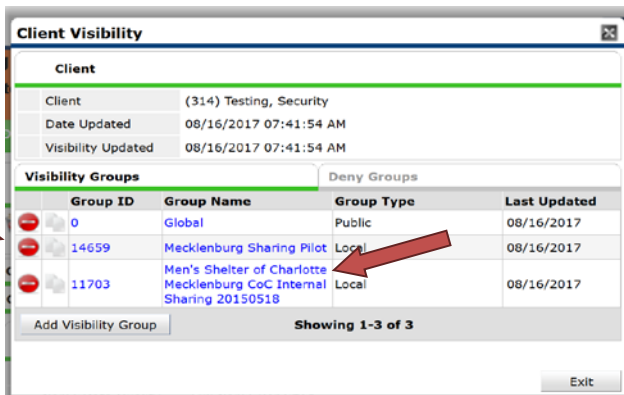 Client Visibility
Client
Client (314) Testing, Security
Date Updated 08/16/2017 07:41:54 AM
Visibility Updated 08/16/2017 07:41:54 AM
Visibility Groups Deny Groups
Group ID Group Name Group Type Last Updated
0 Global Public 08/16/2017
14659 Mecklenburg Sharing Pilot Local 08/16/2017
Men's Shelter of Charlotte
11703 Mecklenburg CoC Internal Local 08/16/2017
Sharing 20150518
Add Visibility Group Showing 1-3 of 3
Exit